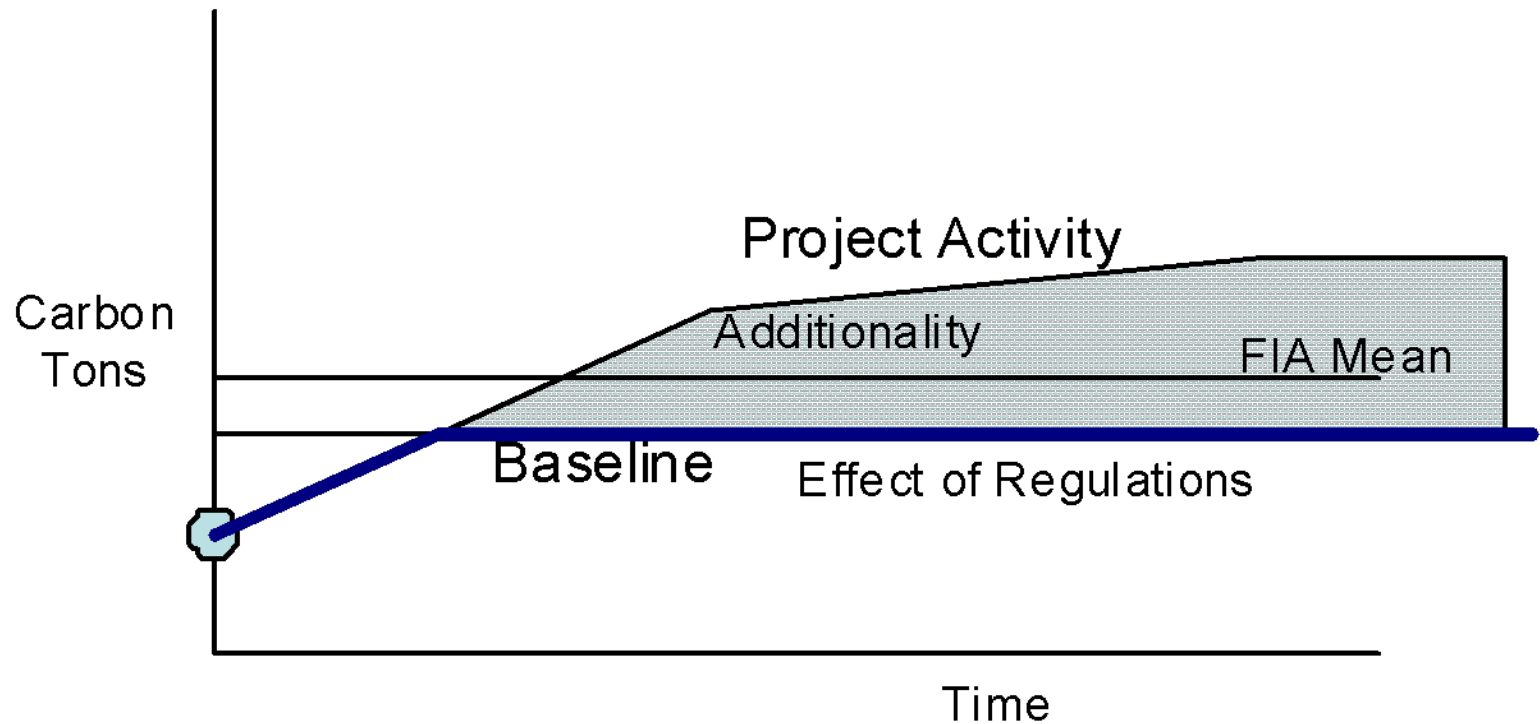 Project Activity
Carbon
Tons
Additionality
FIA Mean
Baseline
Effect of Regulations
Time